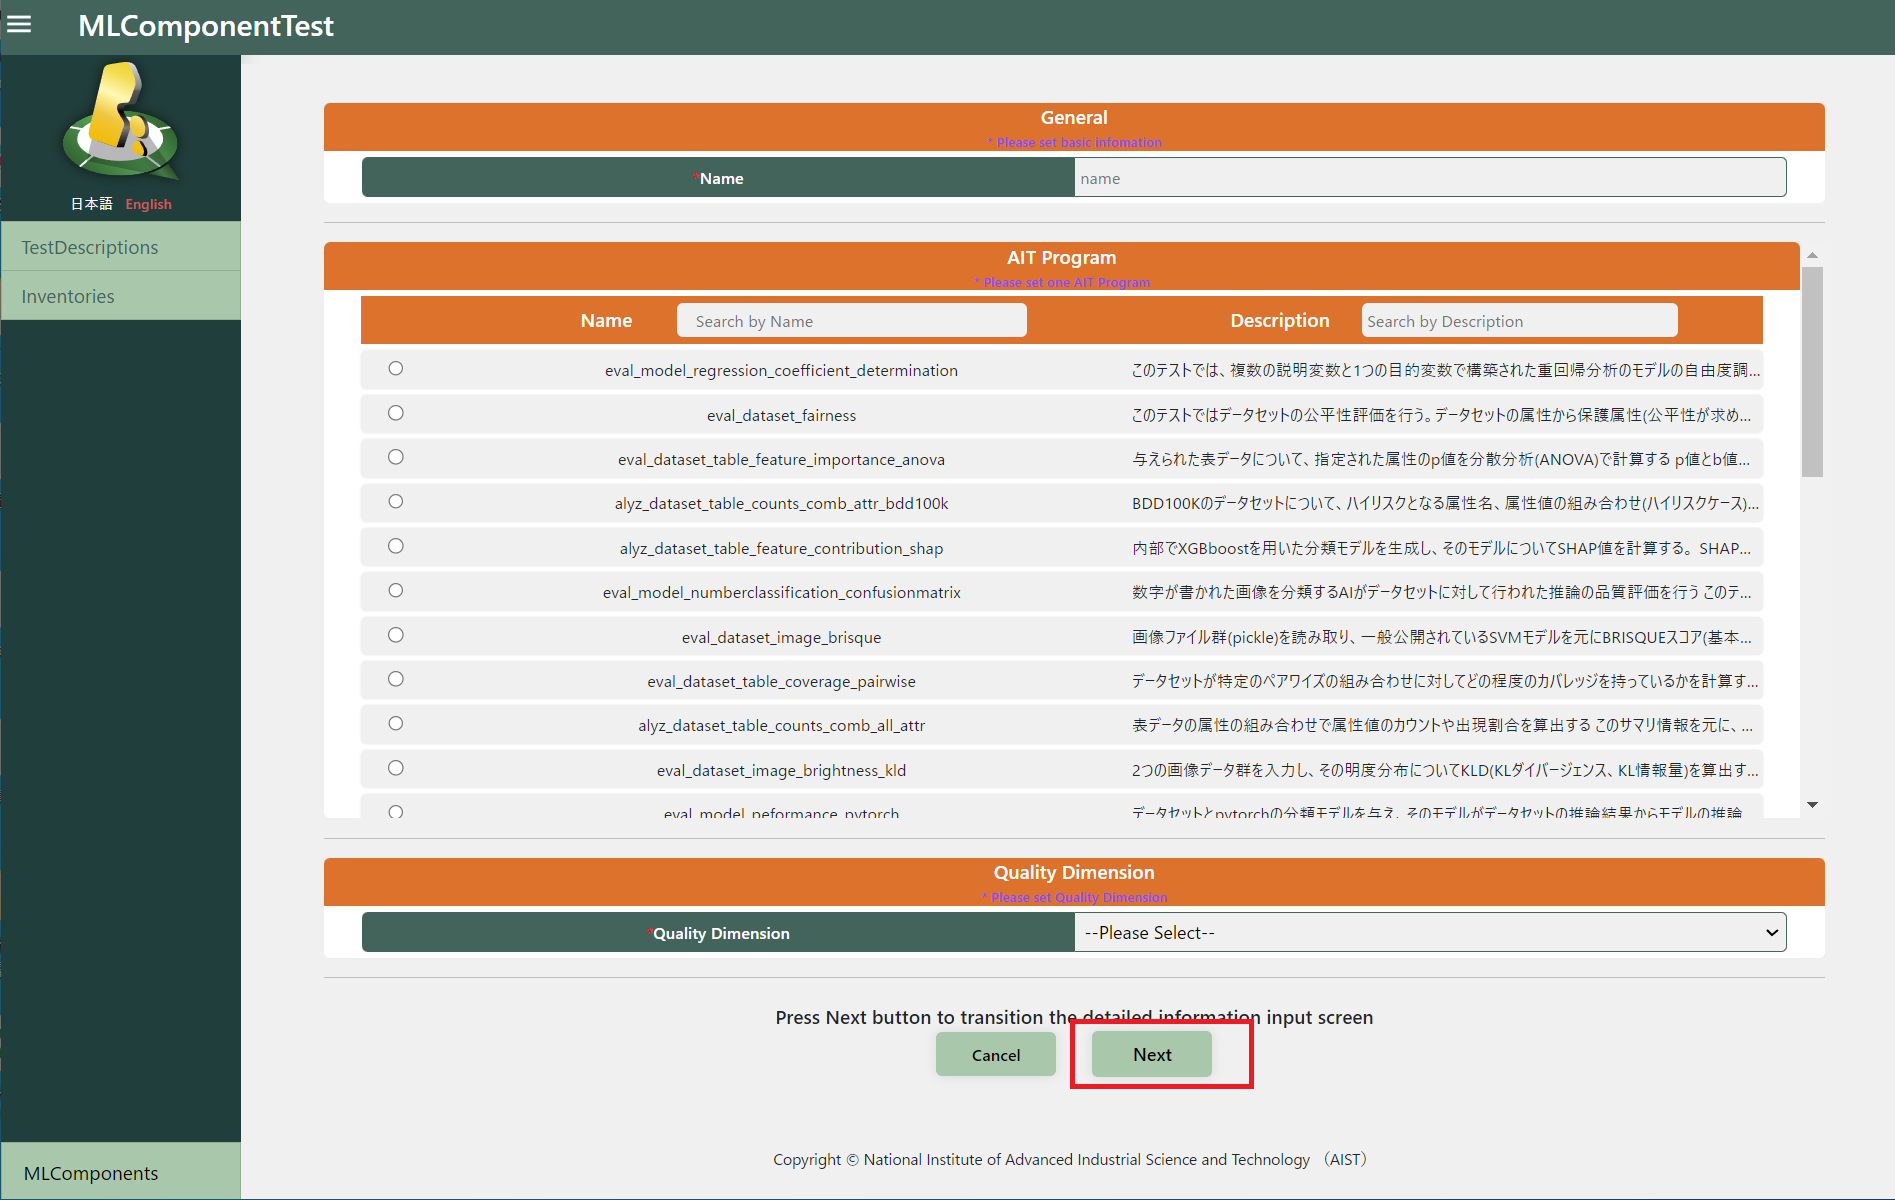 MLComponentTest
日本語 English
TestDescriptions
Inventories
MLComponents
General
* Please set basic infomation
*Name name
AIT Program
* Please set one AIT Program
Name Search by Name Description Search by Description
eval_model_regression_coefficient_determination このテストでは、複数の説明変数と1つの目的変数で構築された重回帰分析のモデルの自由度調...
eval_dataset_fairness このテストではデータセットの公平性評価を行う。データセットの属性から保護属性(公平性が求め...
eval_dataset_table_feature_importance_anova 与えられた表データについて、指定された属性のp値を分散分析(ANOVA)で計算する p値とb値...
alyz_dataset_table_counts_comb_attr_bdd100k BDD100Kのデータセットについて、ハイリスクとなる属性名、属性値の組み合わせ(ハイリスクケース)...
alyz_dataset_table_feature_contribution_shap 内部でXGBboostを用いた分類モデルを生成し、そのモデルについてSHAP値を計算する。 SHAP...
eval_model_numberclassification_confusionmatrix 数字が書かれた画像を分類するAIがデータセットに対して行われた推論の品質評価を行う このテ...
eval_dataset_image_brisque 画像ファイル群(pickle)を読み取り、一般公開されているSVMモデルを元にBRISQUEスコア(基本...
eval_dataset_table_coverage_pairwise データセットが特定のペアワイズの組み合わせに対してどの程度のカバレッジを持っているかを計算す...
alyz_dataset_table_counts_comb_all_attr 表データの属性の組み合わせで属性値のカウントや出現割合を算出する このサマリ情報を元に、...
eval_dataset_image_brightness_kld 2つの画像データ群を入力し、その明度分布についてKLD(KLダイバージェンス、KL情報量)を算出す...
eval_model_peformance_pytorch データセットとpytorchの分類モデルを与え、そのモデルがデータセットの推論結果からモデルの推論
Quality Dimension
* Please set Quality Dimension
*Quality Dimension --Please Select--
Press Next button to transition the detailed information input screen
Cancel Next
Copyright © National Institute of Advanced Industrial Science and Technology （AIST）